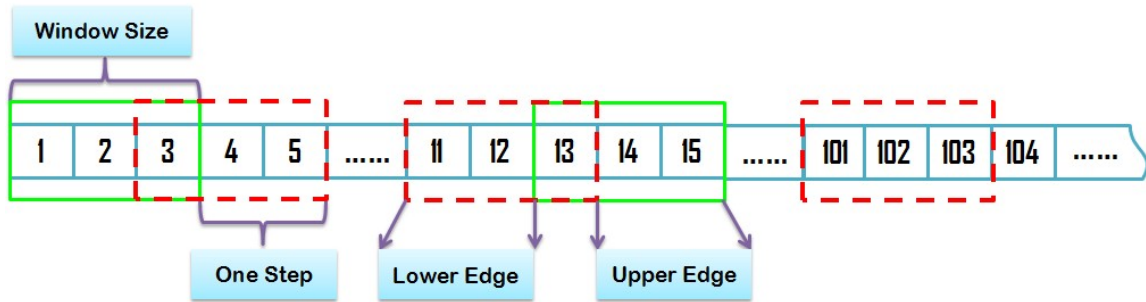 Window Size
1 2 3 4 5 ...... 11 12 13 14 15 ...... 101 102 103 104 ......
One Step Lower Edge Upper Edge